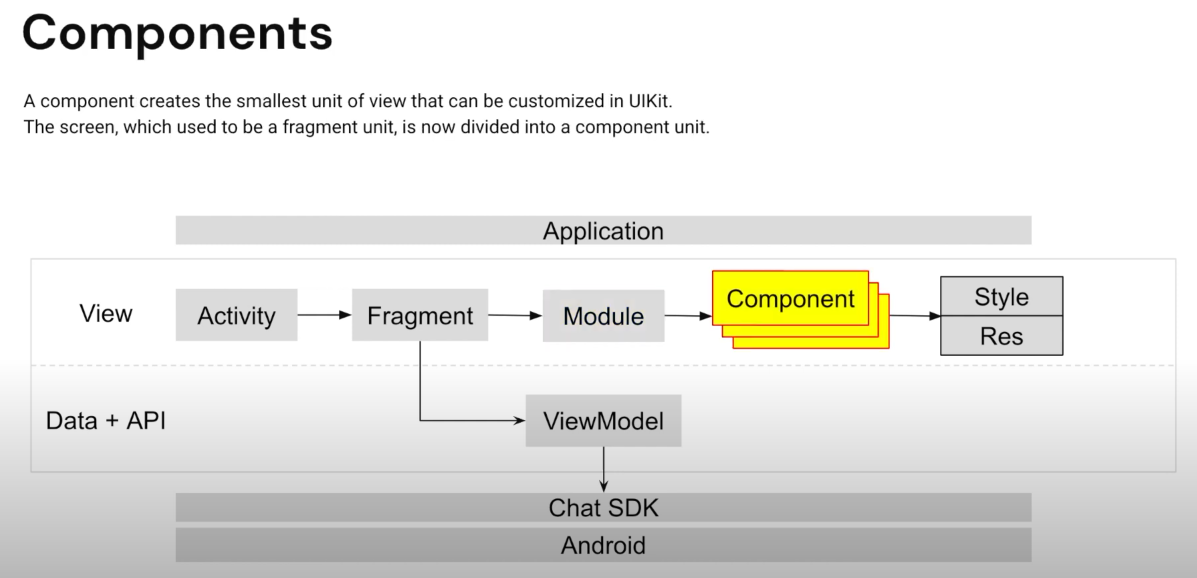 Components
A component creates the smallest unit of view that can be customized in UIKit.
The screen, which used to be a fragment unit, is now divided into a component unit.
Application
View
Activity
Fragment
Module
Component
Style
Res
Data + API
ViewModel
Chat SDK
Android